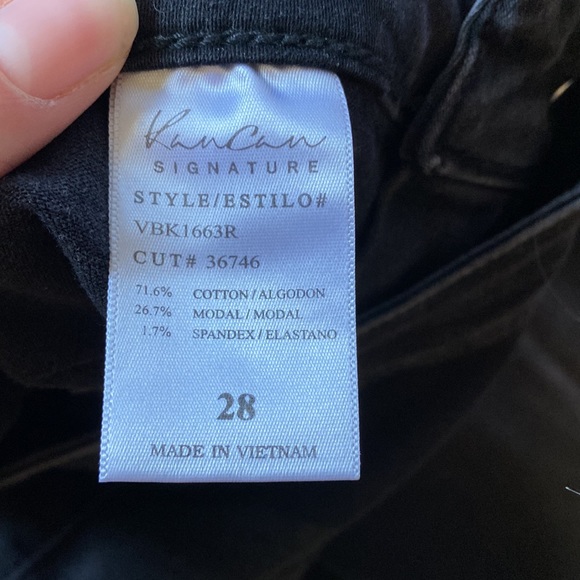 KanCan
SIGNATURE
STYLE/ESTILO#
VBK1663R
CUT# 36746
71.6% COTTON / ALGODON
26.7% MODAL / MODAL
1.7% SPANDEX / ELASTANO
28
MADE IN VIETNAM